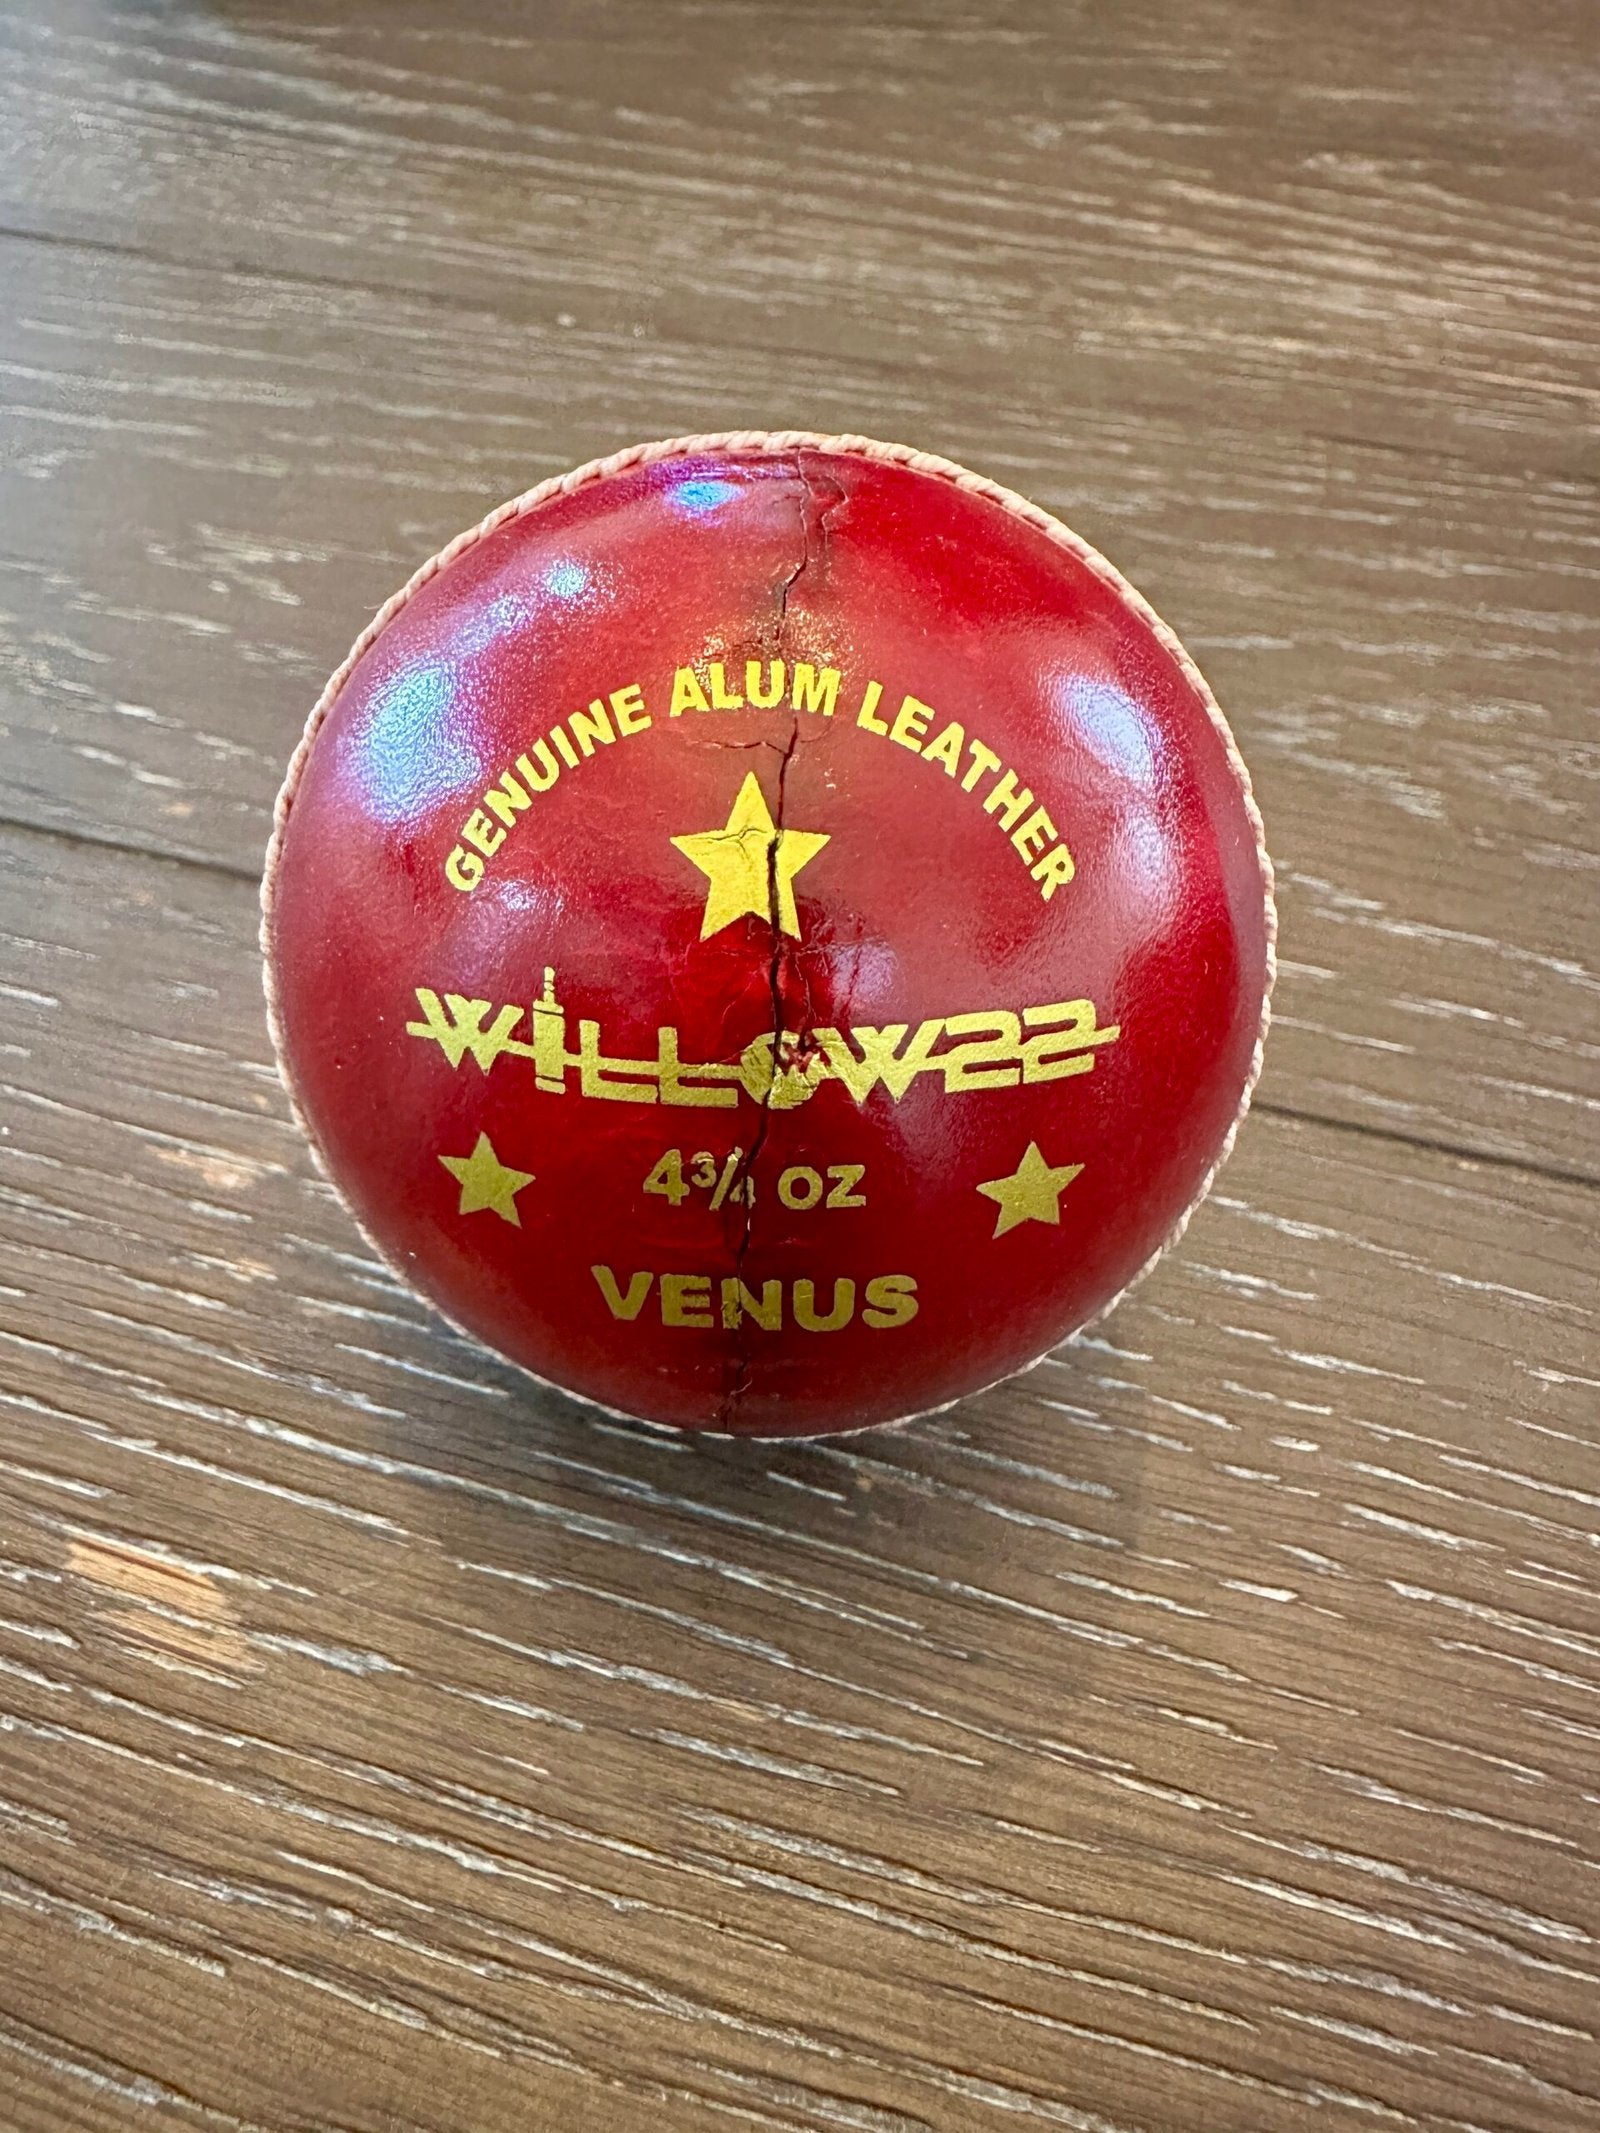 GENUINE ALUM LEATHER
WiLLOW22
4¾ OZ
VENUS